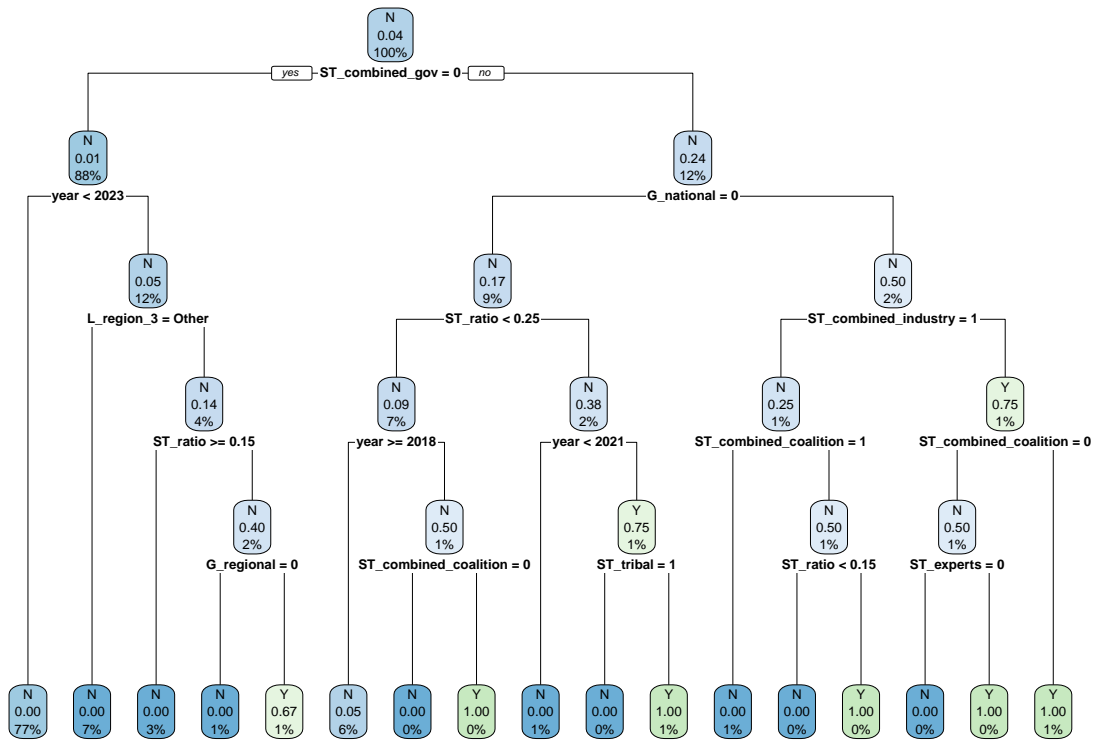 N
0.04
100%
yes ST_combined_gov = 0 no
N
0.01
88%
N
0.24
12%
year < 2023
G_national = 0
N
0.05
12%
N
0.17
9%
N
0.50
2%
L_region_3 = Other
ST_ratio < 0.25
ST_combined_industry = 1
N
0.14
4%
N
0.09
7%
N
0.38
2%
N
0.25
1%
Y
0.75
1%
ST_ratio >= 0.15
year >= 2018
year < 2021
ST_combined_coalition = 1
ST_combined_coalition = 0
N
0.40
2%
N
0.50
1%
Y
0.75
1%
N
0.50
1%
N
0.50
1%
G_regional = 0
ST_combined_coalition = 0
ST_tribal = 1
ST_ratio < 0.15
ST_experts = 0
N
0.00
77%
N
0.00
7%
N
0.00
3%
N
0.00
1%
Y
0.67
1%
N
0.05
6%
N
0.00
0%
Y
1.00
0%
N
0.00
1%
N
0.00
0%
Y
1.00
1%
N
0.00
1%
N
0.00
0%
Y
1.00
0%
N
0.00
0%
Y
1.00
0%
Y
1.00
1%